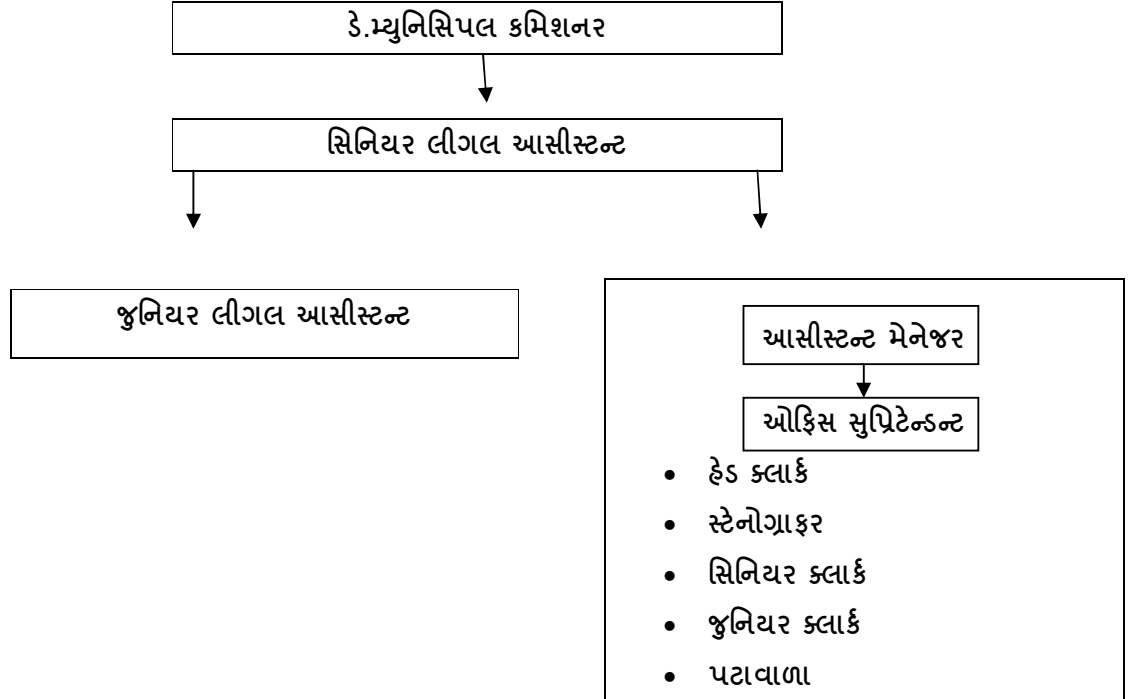 ડે.મ્યુનિસિપલ કમિશનર
સિનિયર લીગલ આસીસ્ટન્ટ
જુનિયર લીગલ આસીસ્ટન્ટ
આસીસ્ટન્ટ મેનેજર
ઓફિસ સુપ્રિટેન્ડન્ટ
• હેડ ક્લાર્ક
• સ્ટેનોગ્રાફર
• સિનિયર ક્લાર્ક
• જુનિયર ક્લાર્ક
• પટાવાળા